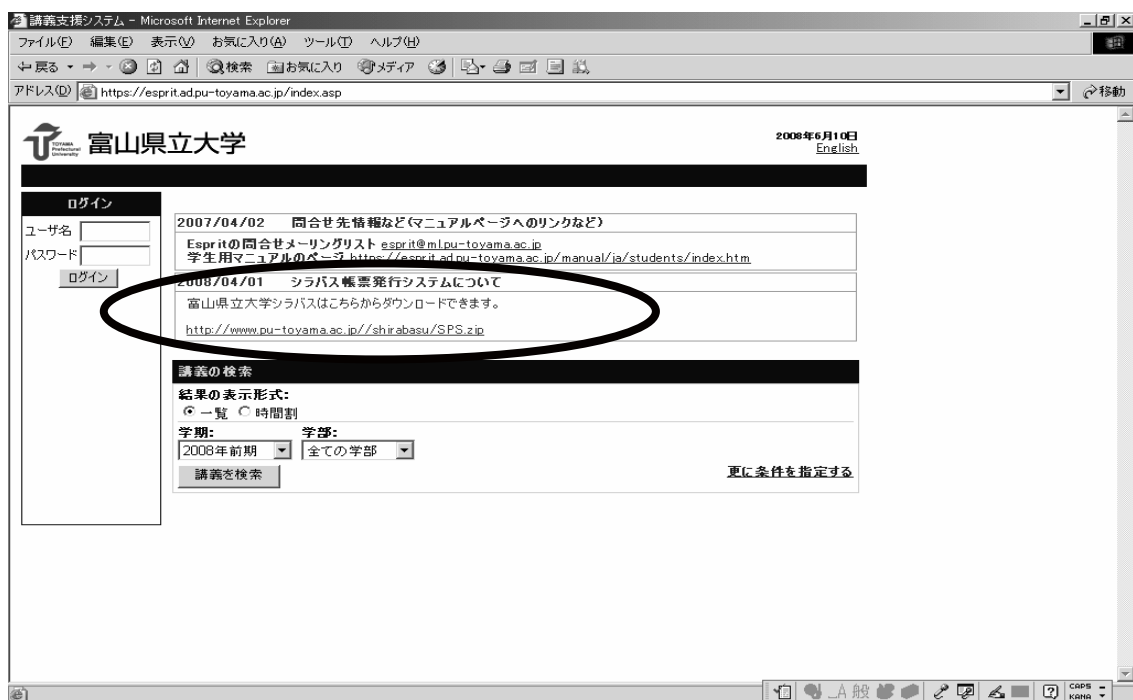 講義支援システム - Microsoft Internet Explorer
ファイル(F) 編集(E) 表示(V) お気に入り(A) ツール(T) ヘルプ(H)
戻る 検索 お気に入り メディア
アドレス(D) https://esprit.ad.pu-toyama.ac.jp/index.asp 移動
TOYAMA Prefectural University 富山県立大学
2008年6月10日
English
ログイン
ユーザ名
パスワード
ログイン
2007/04/02 問合せ先情報など(マニュアルページへのリンクなど)
Espritの問合せメーリングリスト esprit@ml.pu-toyama.ac.jp
学生用マニュアルのページ https://esprit.ad.pu-toyama.ac.jp/manual/ja/students/index.htm
2008/04/01 シラバス帳票発行システムについて
富山県立大学シラバスはこちらからダウンロードできます。
http://www.pu-toyama.ac.jp//shirabasu/SPS.zip
講義の検索
結果の表示形式:
一覧 時間割
学期: 学部:
2008年前期 全ての学部
講義を検索 更に条件を指定する
_A 般 CAPS
KANA